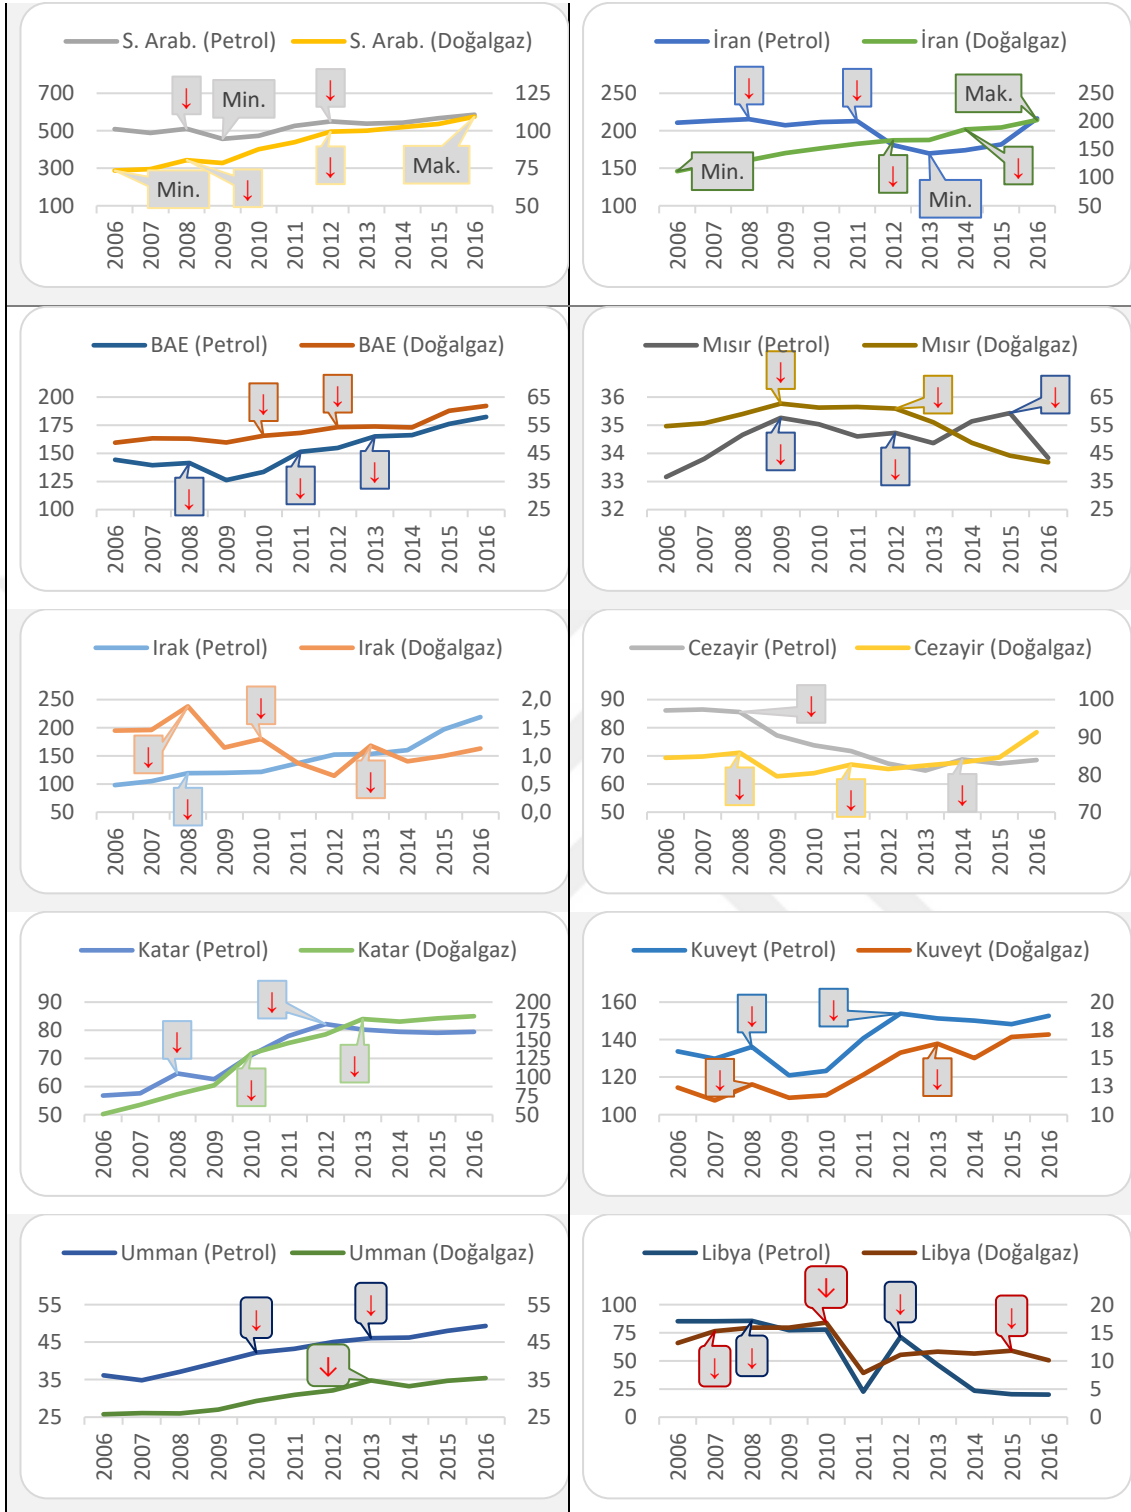 S. Arab. (Petrol) S. Arab. (Doğalgaz)
700 500 300 100
↓ Min. ↓ Min. ↓ ↓ Mak.
125 100 75 50
2006 2007 2008 2009 2010 2011 2012 2013 2014 2015 2016
İran (Petrol) İran (Doğalgaz)
250 200 150 100
↓ ↓ Mak. Min. ↓ Min. ↓
250 200 150 100 50
2006 2007 2008 2009 2010 2011 2012 2013 2014 2015 2016
BAE (Petrol) BAE (Doğalgaz)
200 175 150 125 100
↓ ↓ ↓ ↓ ↓
65 55 45 35 25
2006 2007 2008 2009 2010 2011 2012 2013 2014 2015 2016
Mısır (Petrol) Mısır (Doğalgaz)
36 35 34 33 32
↓ ↓ ↓ ↓ ↓
65 55 45 35 25
2006 2007 2008 2009 2010 2011 2012 2013 2014 2015 2016
Irak (Petrol) Irak (Doğalgaz)
250 200 150 100 50
↓ ↓ ↓ ↓
2,0 1,5 1,0 0,5 0,0
2006 2007 2008 2009 2010 2011 2012 2013 2014 2015 2016
Cezayir (Petrol) Cezayir (Doğalgaz)
90 80 70 60 50
↓ ↓ ↓ ↓
100 90 80 70
2006 2007 2008 2009 2010 2011 2012 2013 2014 2015 2016
Katar (Petrol) Katar (Doğalgaz)
90 80 70 60 50
↓ ↓ ↓ ↓
200 175 150 125 100 75 50
2006 2007 2008 2009 2010 2011 2012 2013 2014 2015 2016
Kuveyt (Petrol) Kuveyt (Doğalgaz)
160 140 120 100
↓ ↓ ↓ ↓
20 18 15 13 10
2006 2007 2008 2009 2010 2011 2012 2013 2014 2015 2016
Umman (Petrol) Umman (Doğalgaz)
55 45 35 25
↓ ↓ ↓
55 45 35 25
2006 2007 2008 2009 2010 2011 2012 2013 2014 2015 2016
Libya (Petrol) Libya (Doğalgaz)
100 75 50 25 0
↓ ↓ ↓ ↓ ↓
20 15 10 5 0
2006 2007 2008 2009 2010 2011 2012 2013 2014 2015 2016